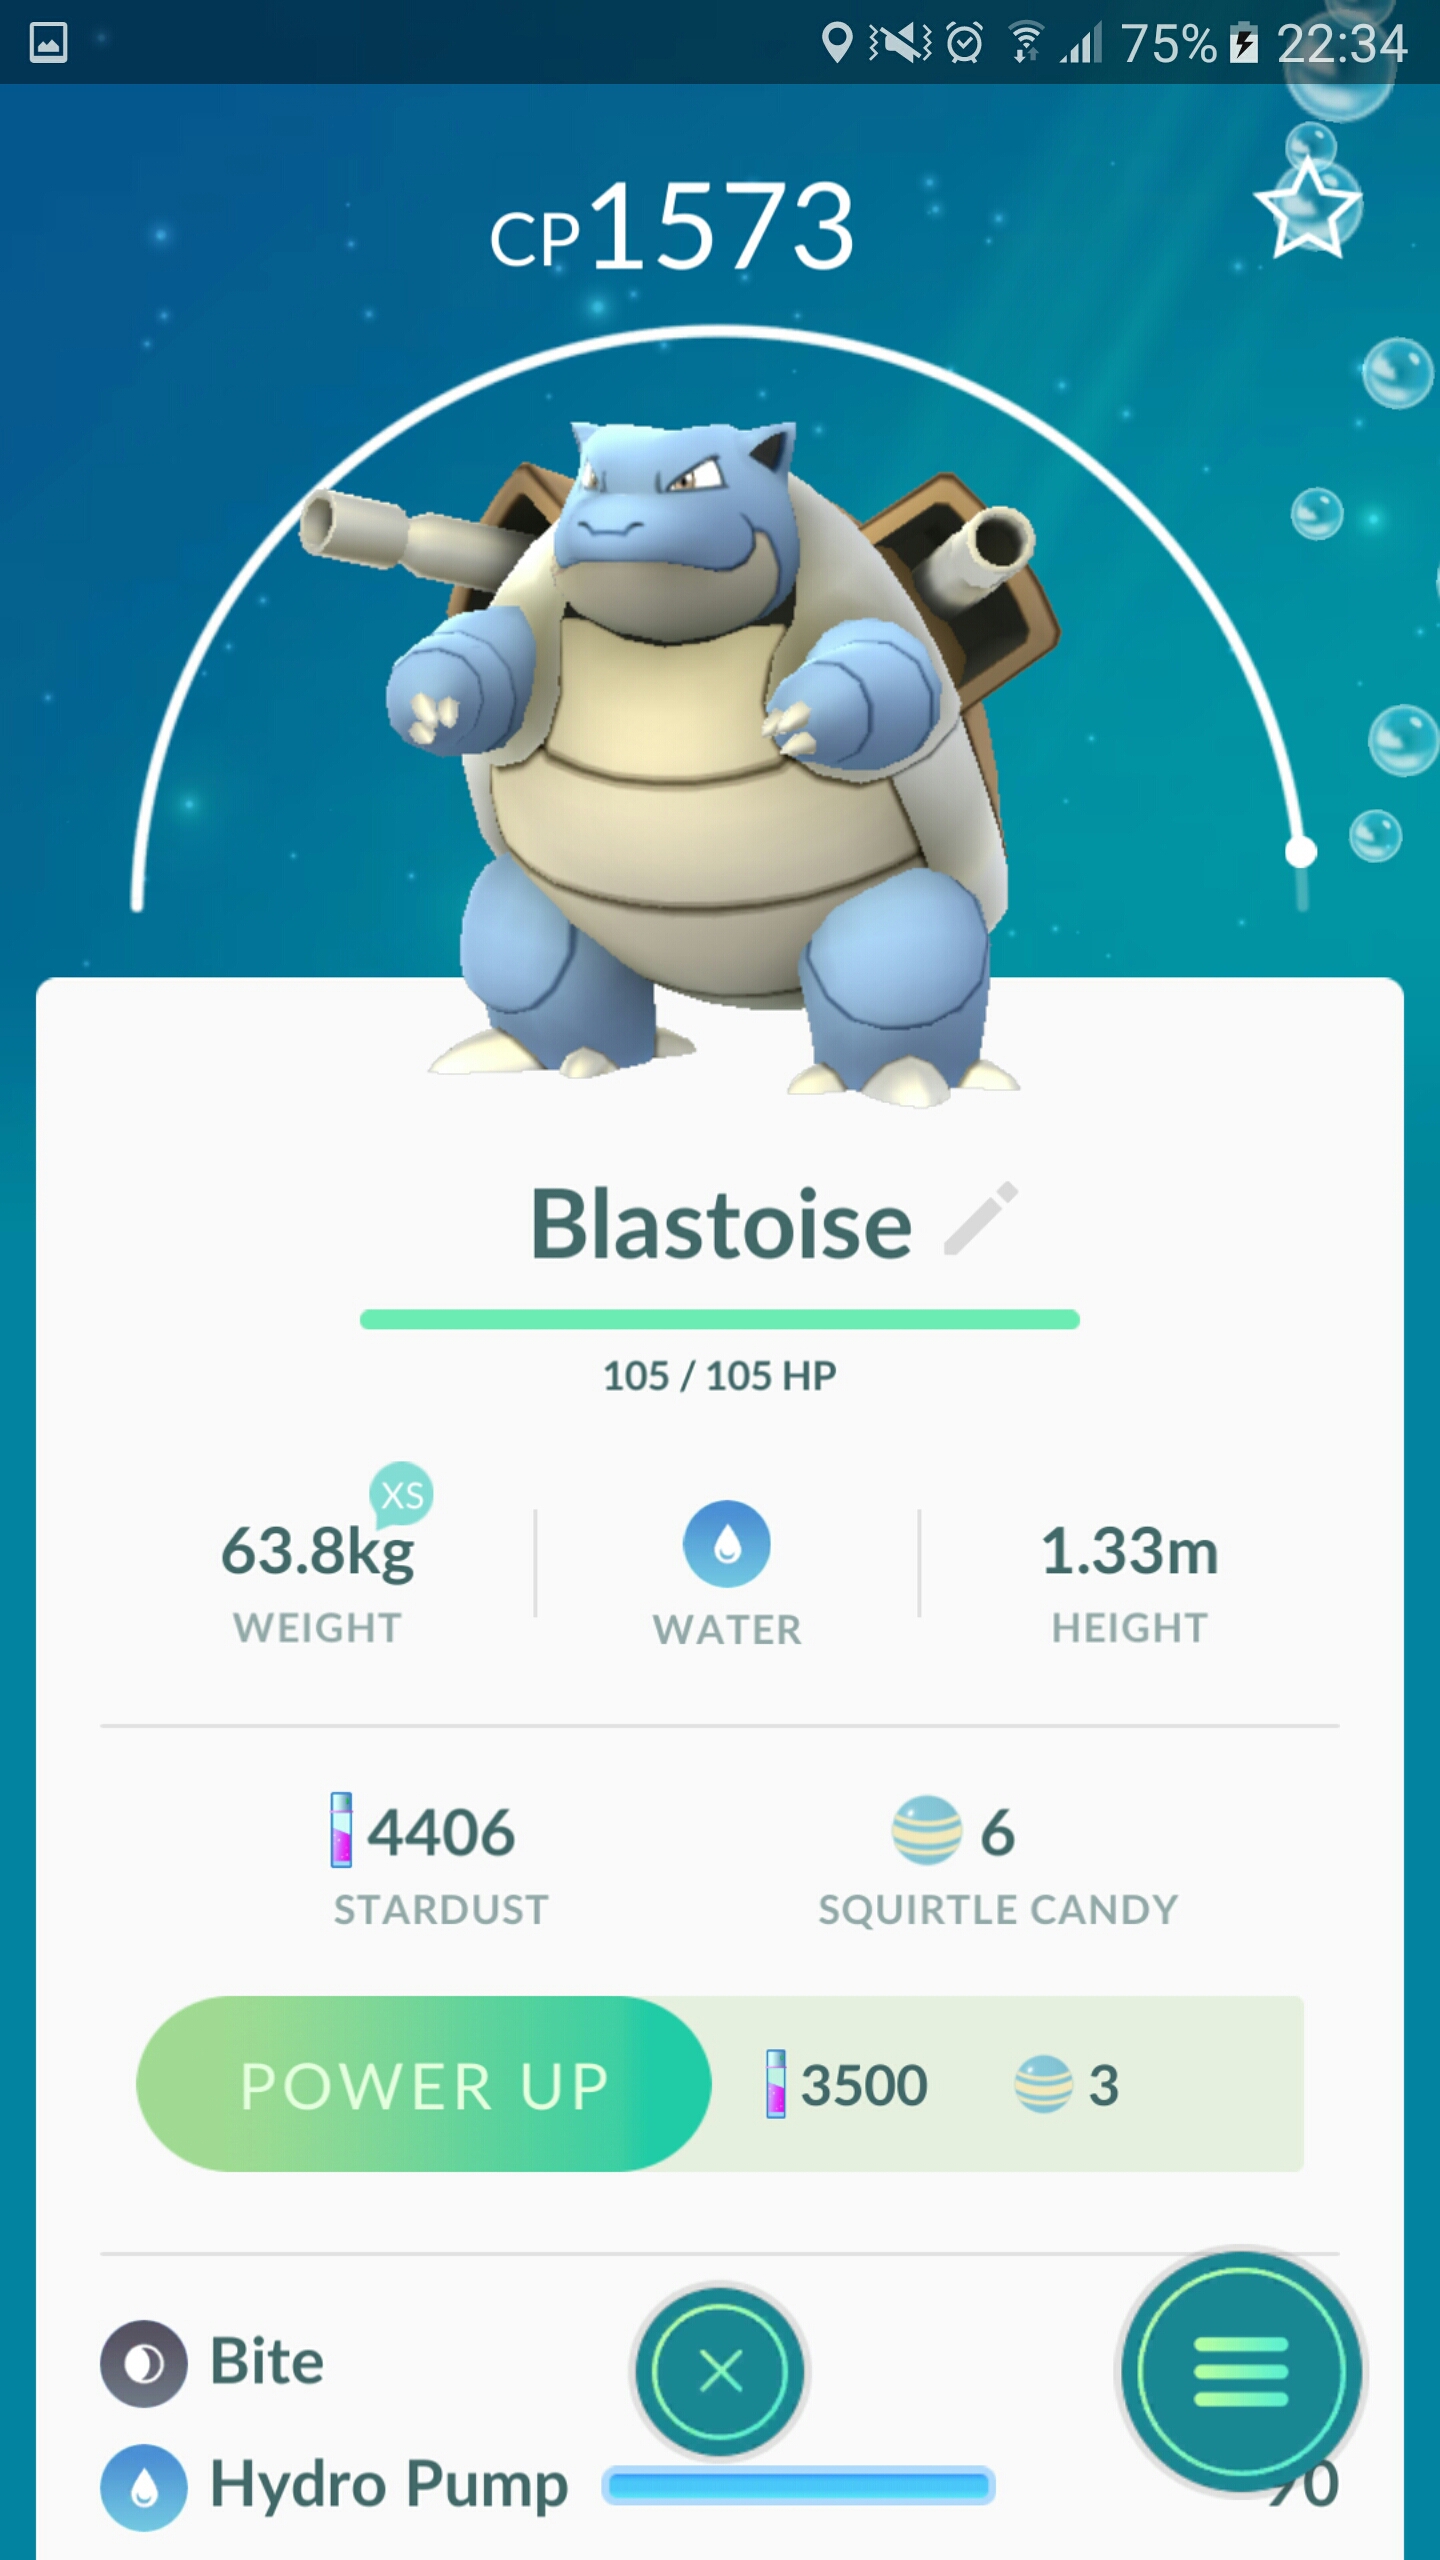 75% 22:34
CP1573
Blastoise
105 / 105 HP
XS
63.8kg
WEIGHT
WATER
1.33m
HEIGHT
4406
STARDUST
6
SQUIRTLE CANDY
POWER UP
3500
3
Bite
Hydro Pump
90